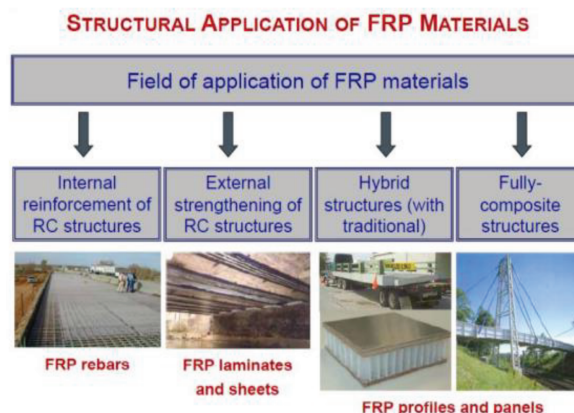 STRUCTURAL APPLICATION OF FRP MATERIALS
Field of application of FRP materials
Internal
reinforcement of
RC structures
External
strengthening of
RC structures
Hybrid
structures (with
traditional)
Fully-
composite
structures
FRP rebars
FRP laminates
and sheets
FRP profiles and panels